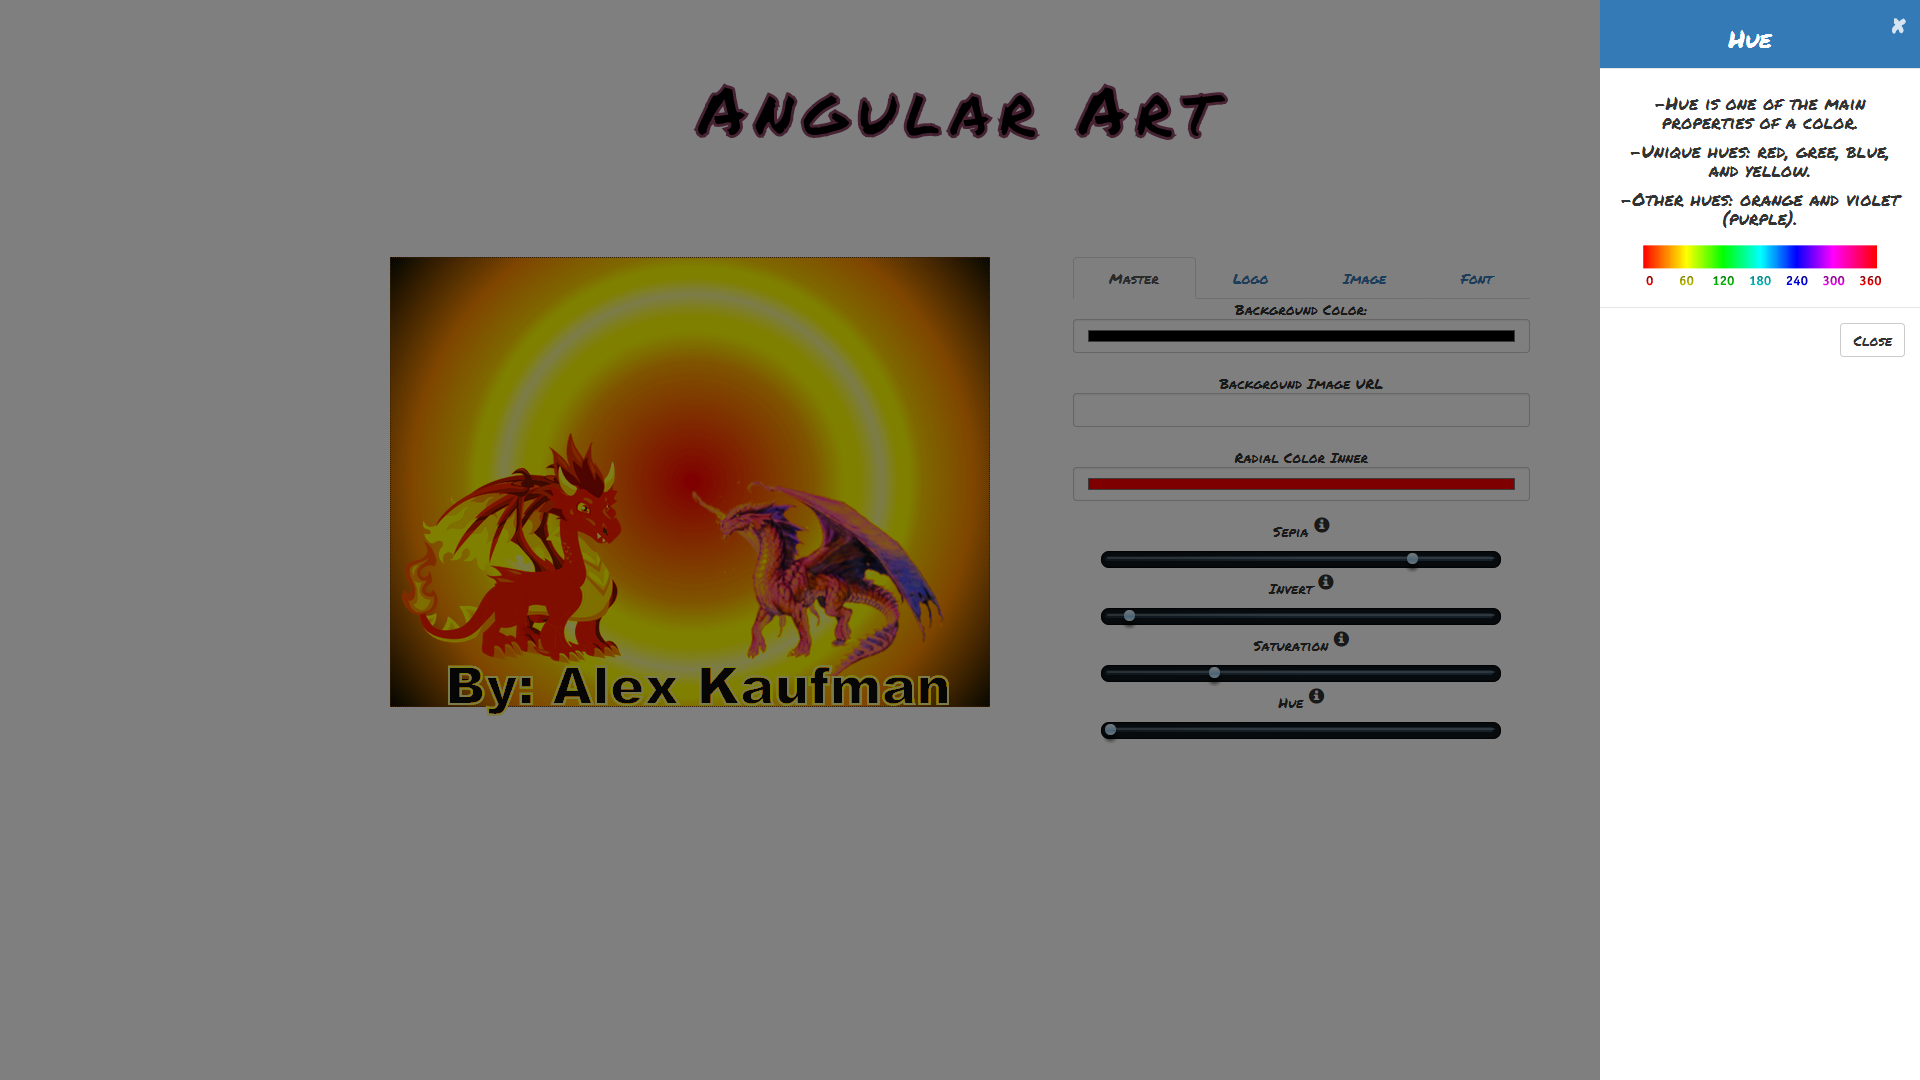 Angular Art
By: Alex Kaufman
Master Logo Image Font
Background Color:
Background Image URL
Radial Color Inner
Sepia
Invert
Saturation
Hue
Hue
-Hue is one of the main
properties of a color.
-Unique hues: red, gree, blue,
and yellow.
-Other hues: orange and violet
(purple).
0 60 120 180 240 300 360
Close